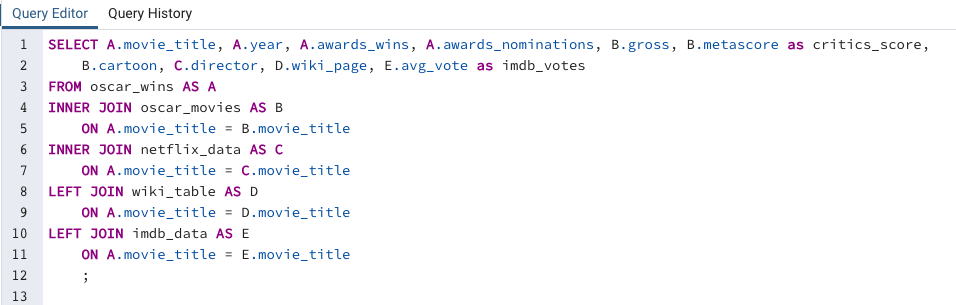 Query Editor Query History
1 SELECT A.movie_title, A.year, A.awards_wins, A.awards_nominations, B.gross, B.metascore as critics_score,
2 B.cartoon, C.director, D.wiki_page, E.avg_vote as imdb_votes
3 FROM oscar_wins AS A
4 INNER JOIN oscar_movies AS B
5 ON A.movie_title = B.movie_title
6 INNER JOIN netflix_data AS C
7 ON A.movie_title = C.movie_title
8 LEFT JOIN wiki_table AS D
9 ON A.movie_title = D.movie_title
10 LEFT JOIN imdb_data AS E
11 ON A.movie_title = E.movie_title
12 ;
13